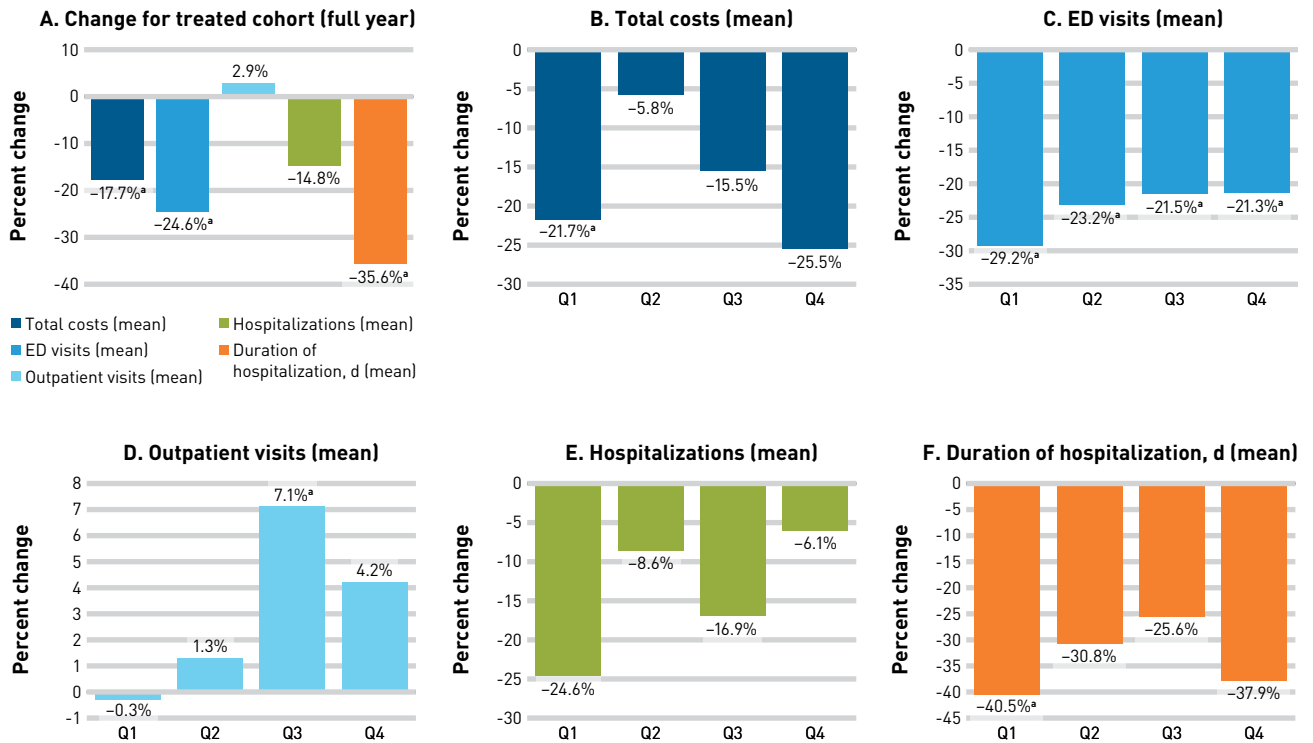 A. Change for treated cohort (full year)
Percent change
10
0
-10
-20
-30
-40
−17.7%ᵃ
−24.6%ᵃ
2.9%
−14.8%
−35.6%ᵃ
Total costs (mean)
ED visits (mean)
Outpatient visits (mean)
Hospitalizations (mean)
Duration of
hospitalization, d (mean)
B. Total costs (mean)
Percent change
0
-5
-10
-15
-20
-25
-30
−21.7%ᵃ
−5.8%
−15.5%
−25.5%
Q1 Q2 Q3 Q4
C. ED visits (mean)
Percent change
0
-5
-10
-15
-20
-25
-30
-35
−29.2%ᵃ
−23.2%ᵃ
−21.5%ᵃ
−21.3%ᵃ
Q1 Q2 Q3 Q4
D. Outpatient visits (mean)
Percent change
8
7
6
5
4
3
2
1
0
-1
−0.3%
1.3%
7.1%ᵃ
4.2%
Q1 Q2 Q3 Q4
E. Hospitalizations (mean)
Percent change
0
-5
-10
-15
-20
-25
-30
−24.6%
−8.6%
−16.9%
−6.1%
Q1 Q2 Q3 Q4
F. Duration of hospitalization, d (mean)
Percent change
0
-5
-10
-15
-20
-25
-30
-35
-40
-45
−40.5%ᵃ
−30.8%
−25.6%
−37.9%
Q1 Q2 Q3 Q4